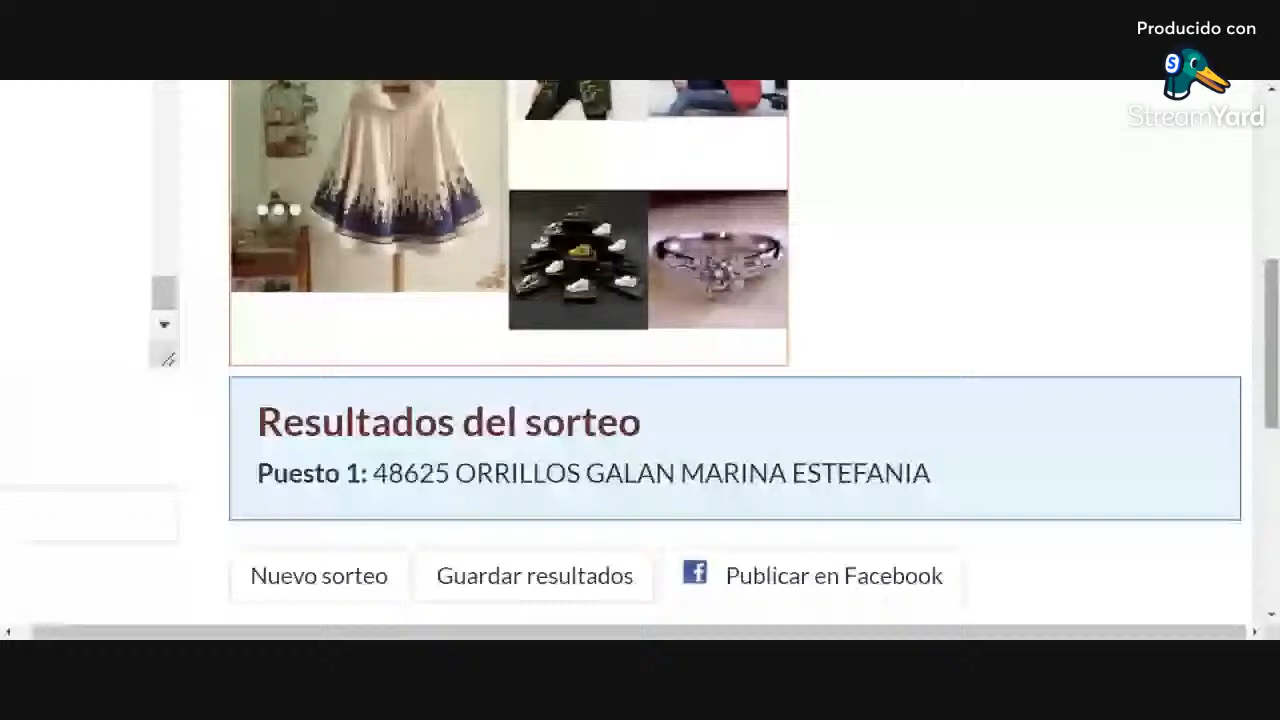 Producido con
StreamYard
Resultados del sorteo
Puesto 1: 48625 ORRILLOS GALAN MARINA ESTEFANIA
Nuevo sorteo
Guardar resultados
Publicar en Facebook